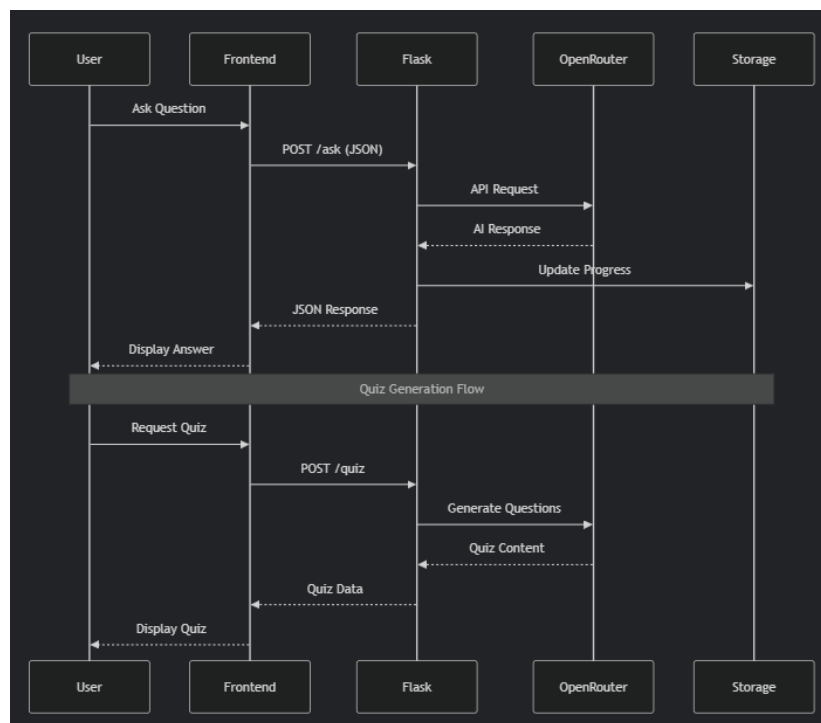 User Frontend Flask OpenRouter Storage
Ask Question
POST /ask (JSON)
API Request
AI Response
Update Progress
JSON Response
Display Answer
Quiz Generation Flow
Request Quiz
POST /quiz
Generate Questions
Quiz Content
Quiz Data
Display Quiz
User Frontend Flask OpenRouter Storage